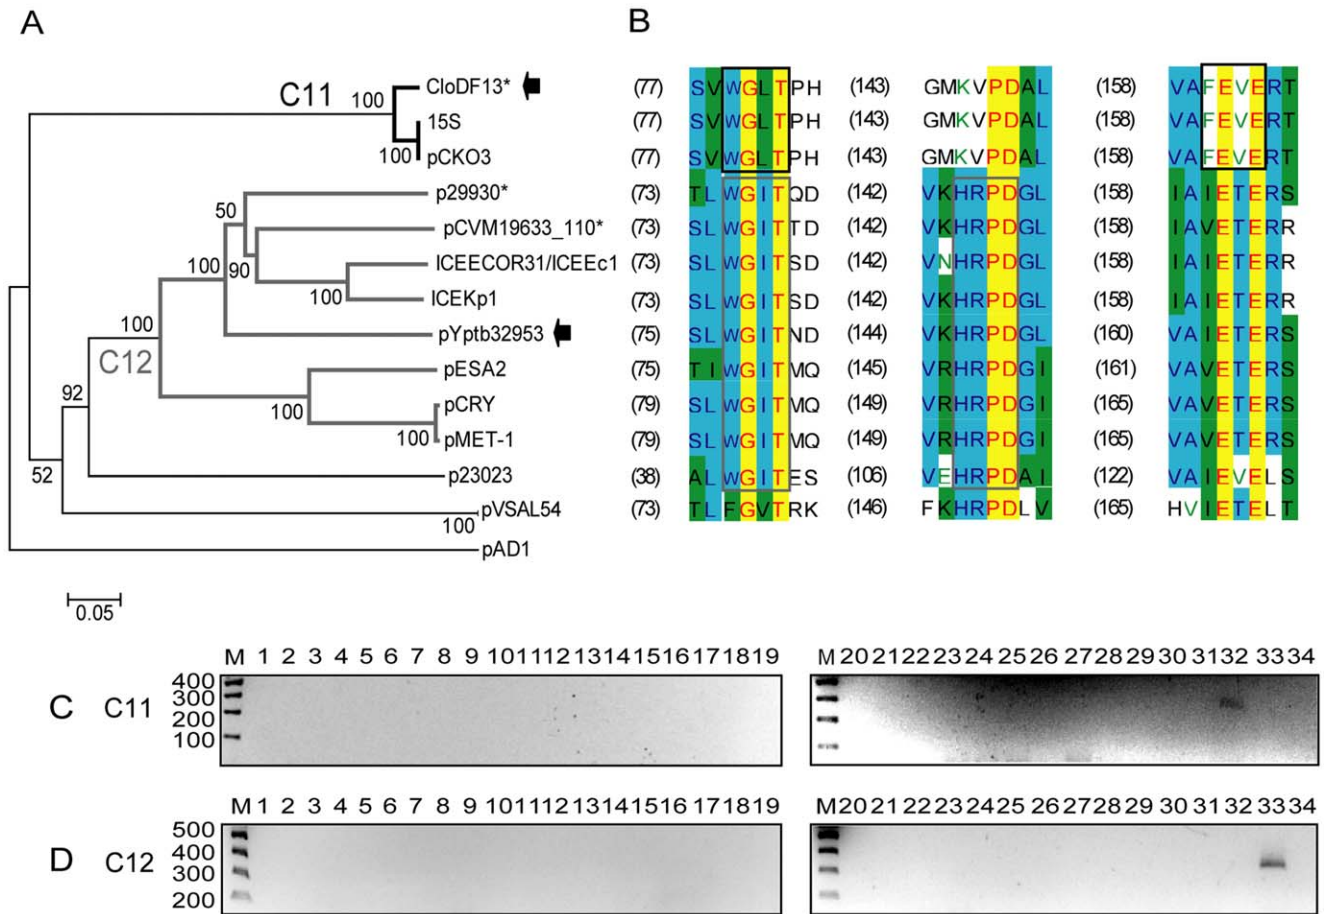 A
B
C11
100
CloDF13*
15S
100
pCKO3
p29930*
50
pCVM19633_110*
100
90
ICEECOR31/ICEEc1
100
ICEKp1
100
pYptb32953
C12
pESA2
100
pCRY
92
100
pMET-1
52
p23023
pVSAL54
100
pAD1
0.05
(77) SVWGLTPH (143) GMKVPDAL (158) VAFEVERT
(77) SVWGLTPH (143) GMKVPDAL (158) VAFEVERT
(77) SVWGLTPH (143) GMKVPDAL (158) VAFEVERT
(73) TLWGITQD (142) VKHRPDGL (158) IAIETERS
(73) SLWGITTD (142) VKHRPDGL (158) IAVETERR
(73) SLWGITSD (142) VNHRPDGL (158) IAIETERR
(73) SLWGITSD (142) VKHRPDGL (158) IAIETERR
(75) SLWGITND (144) VKHRPDGL (160) VAIETERS
(75) TIWGITMQ (145) VRHRPDGI (161) VAVETERS
(79) SLWGITMQ (149) VRHRPDGI (165) VAVETERS
(79) SLWGITMQ (149) VRHRPDGI (165) VAVETERS
(38) ALWGITES (106) VEHRPDAI (122) VAIEVELS
(73) TLFGVTRK (146) FKHRPDLV (165) HVIETELT
M 1 2 3 4 5 6 7 8 9 10 11 12 13 14 15 16 17 18 19
M 20 21 22 23 24 25 26 27 28 29 30 31 32 33 34
C C11
400
300
200
100
M 1 2 3 4 5 6 7 8 9 10 11 12 13 14 15 16 17 18 19
M 20 21 22 23 24 25 26 27 28 29 30 31 32 33 34
D C12
500
400
300
200